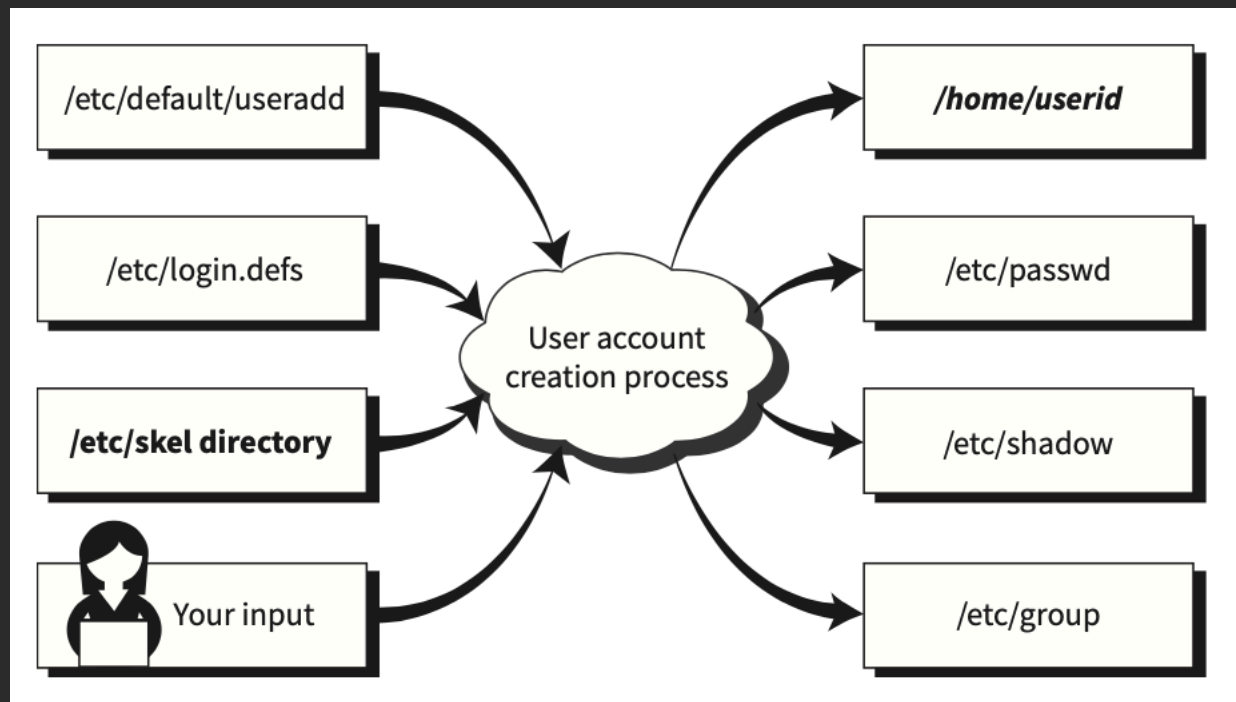 /etc/default/useradd
/etc/login.defs
/etc/skel directory
Your input
User account
creation process
/home/userid
/etc/passwd
/etc/shadow
/etc/group